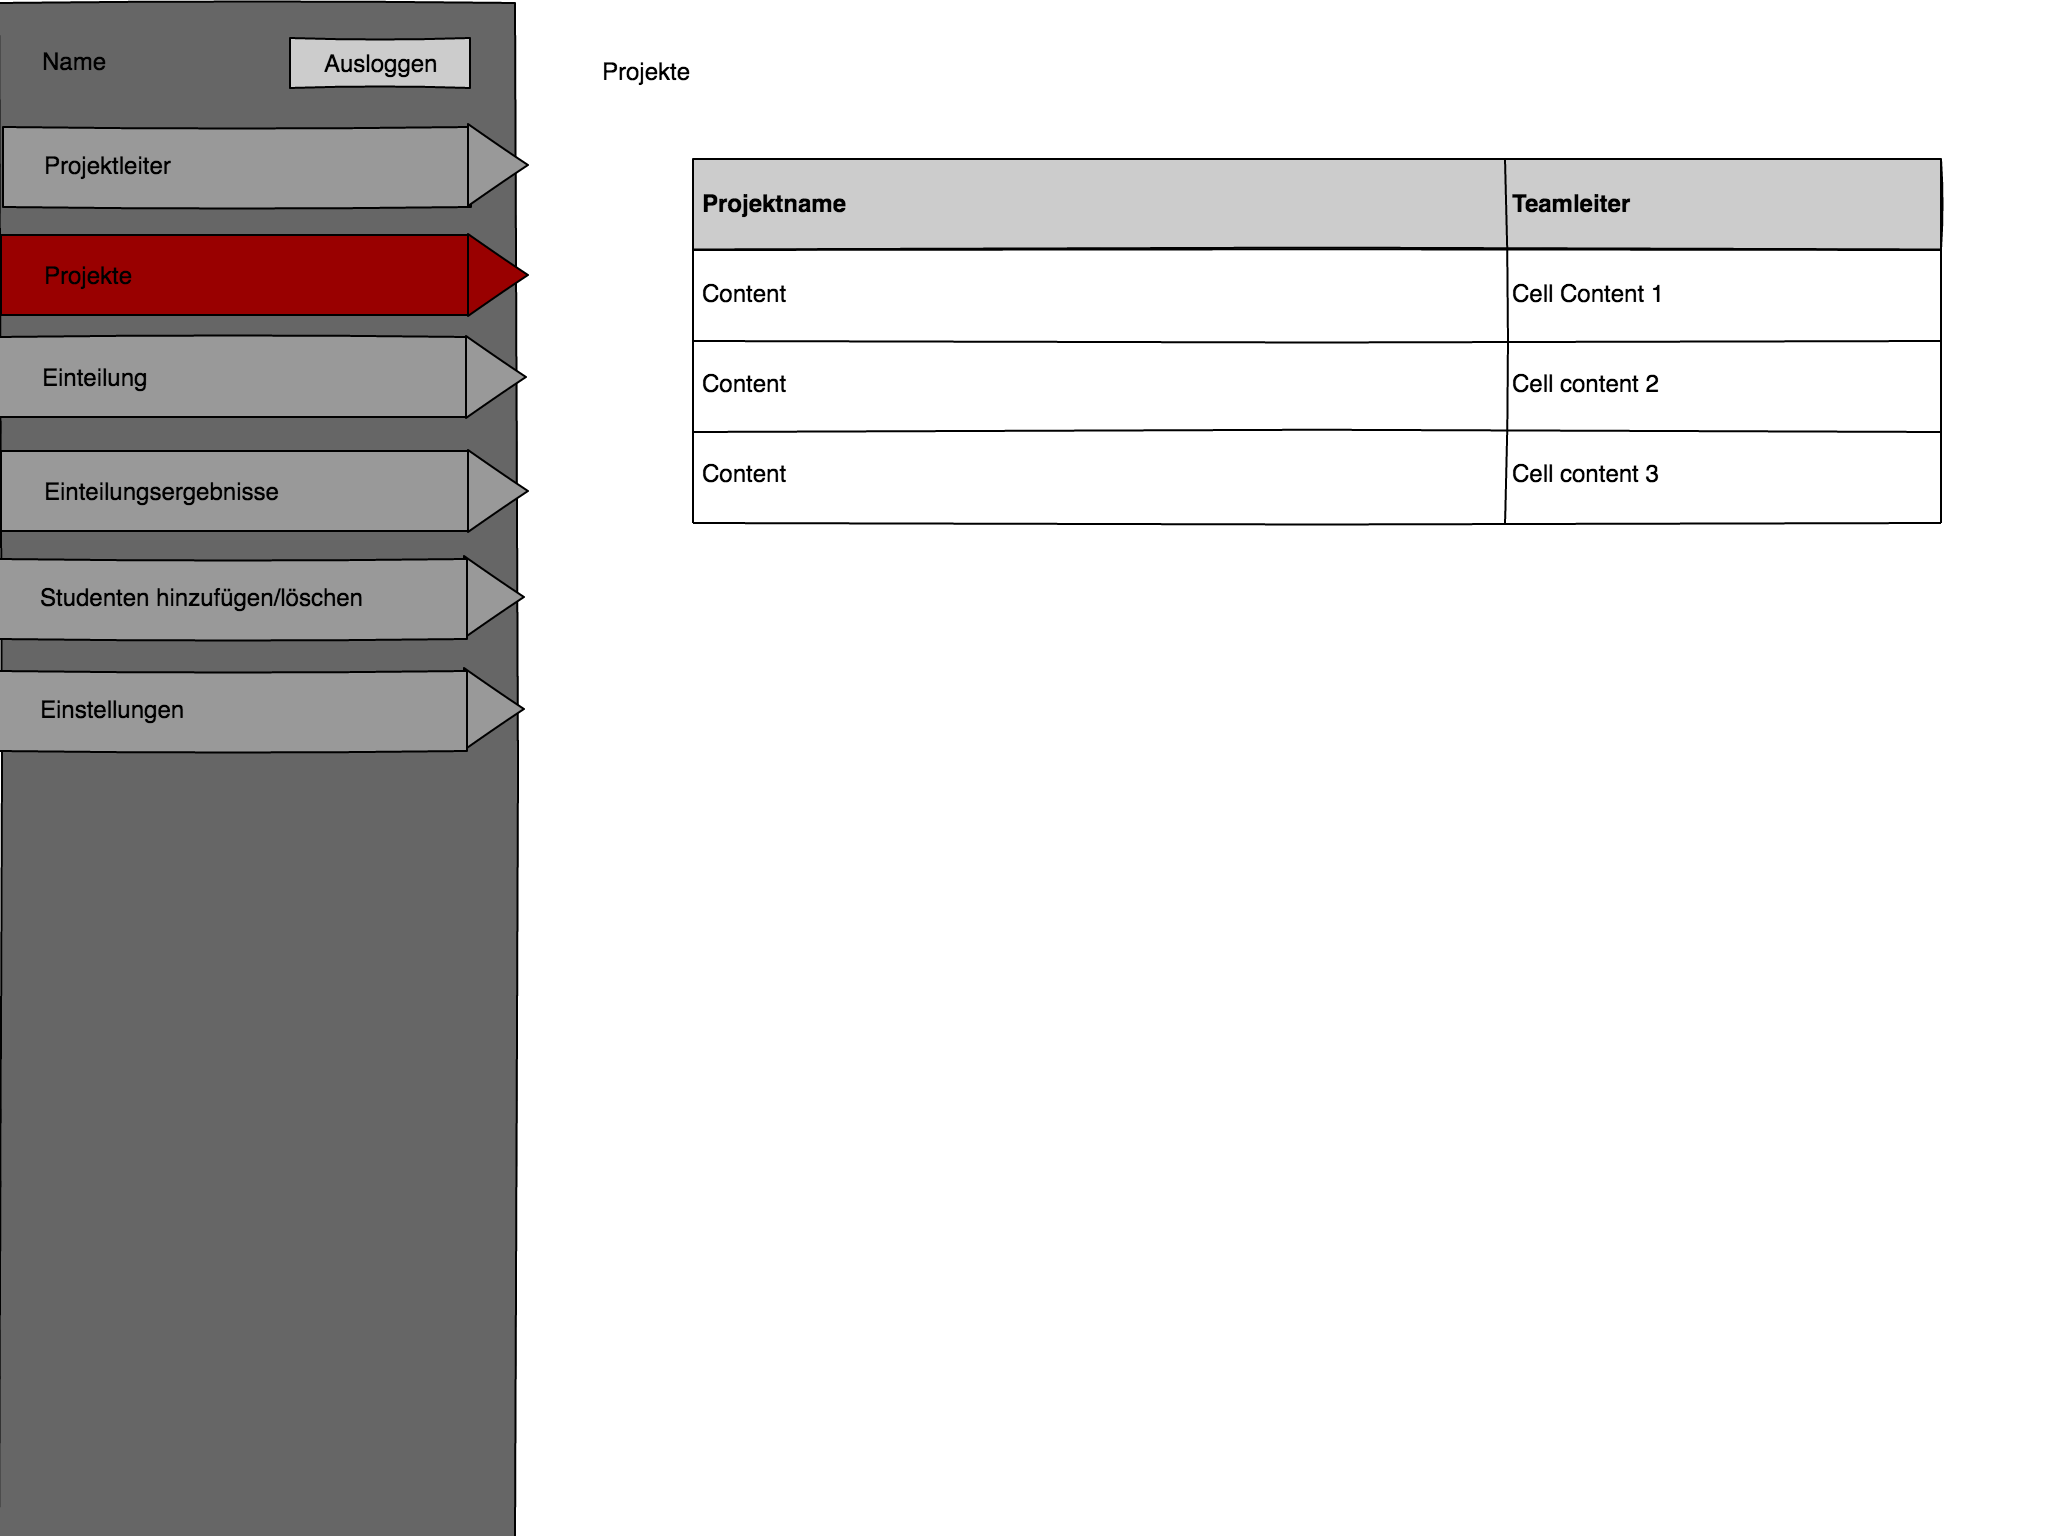 Name
Ausloggen
Projektleiter
Projekte
Einteilung
Einteilungsergebnisse
Studenten hinzufügen/löschen
Einstellungen
Projekte
Projektname Teamleiter
Content Cell Content 1
Content Cell content 2
Content Cell content 3